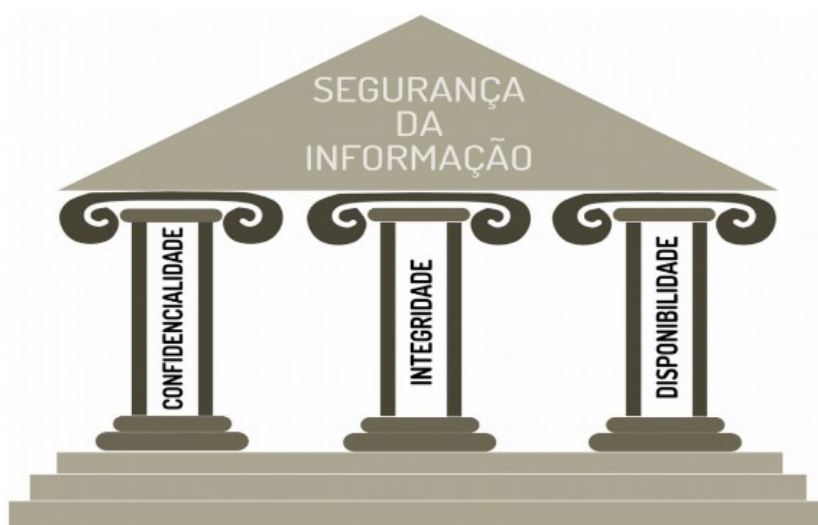 SEGURANÇA
DA
INFORMAÇÃO
CONFIDENCIALIDADE
INTEGRIDADE
DISPONIBILIDADE